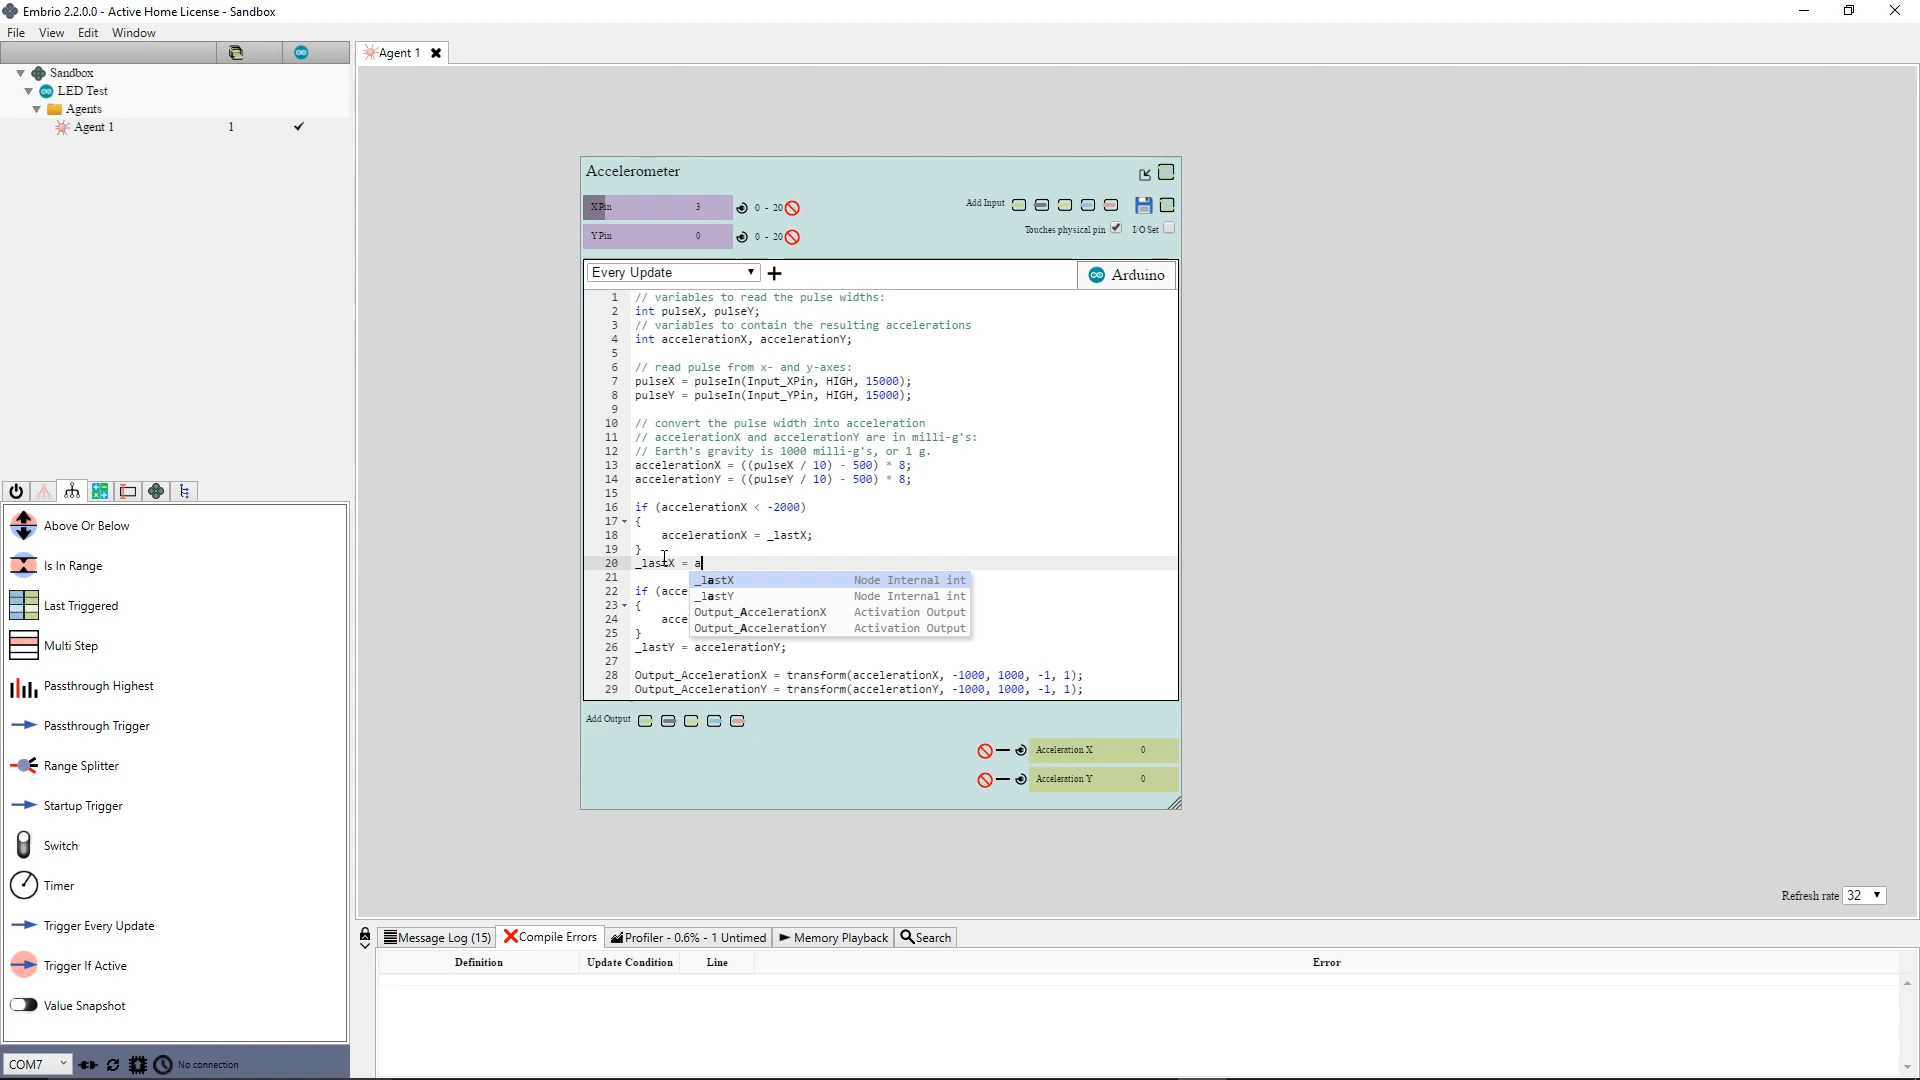 Embrio 2.2.0.0 - Active Home License - Sandbox
File View Edit Window
Sandbox
LED Test
Agents
Agent 1 1
Agent 1
Accelerometer
XPin 3 0 - 20
YPin 0 0 - 20
Add Input
Touches physical pin I/O Set
Every Update
Arduino
1 // variables to read the pulse widths:
2 int pulseX, pulseY;
3 // variables to contain the resulting accelerations
4 int accelerationX, accelerationY;
5
6 // read pulse from x- and y-axes:
7 pulseX = pulseIn(Input_XPin, HIGH, 15000);
8 pulseY = pulseIn(Input_YPin, HIGH, 15000);
9
10 // convert the pulse width into acceleration
11 // accelerationX and accelerationY are in milli-g's:
12 // Earth's gravity is 1000 milli-g's, or 1 g.
13 accelerationX = ((pulseX / 10) - 500) * 8;
14 accelerationY = ((pulseY / 10) - 500) * 8;
15
16 if (accelerationX < -2000)
17 {
18 accelerationX = _lastX;
19 }
20 _lastX = a
21
22 if (acce
23 {
24 acce
25 }
26 _lastY = accelerationY;
27
28 Output_AccelerationX = transform(accelerationX, -1000, 1000, -1, 1);
29 Output_AccelerationY = transform(accelerationY, -1000, 1000, -1, 1);
_lastX Node Internal int
_lastY Node Internal int
Output_AccelerationX Activation Output
Output_AccelerationY Activation Output
Add Output
Acceleration X 0
Acceleration Y 0
Refresh rate 32
Above Or Below
Is In Range
Last Triggered
Multi Step
Passthrough Highest
Passthrough Trigger
Range Splitter
Startup Trigger
Switch
Timer
Trigger Every Update
Trigger If Active
Value Snapshot
COM7 No connection
Message Log (15) Compile Errors Profiler - 0.6% - 1 Untimed Memory Playback Search
Definition Update Condition Line Error